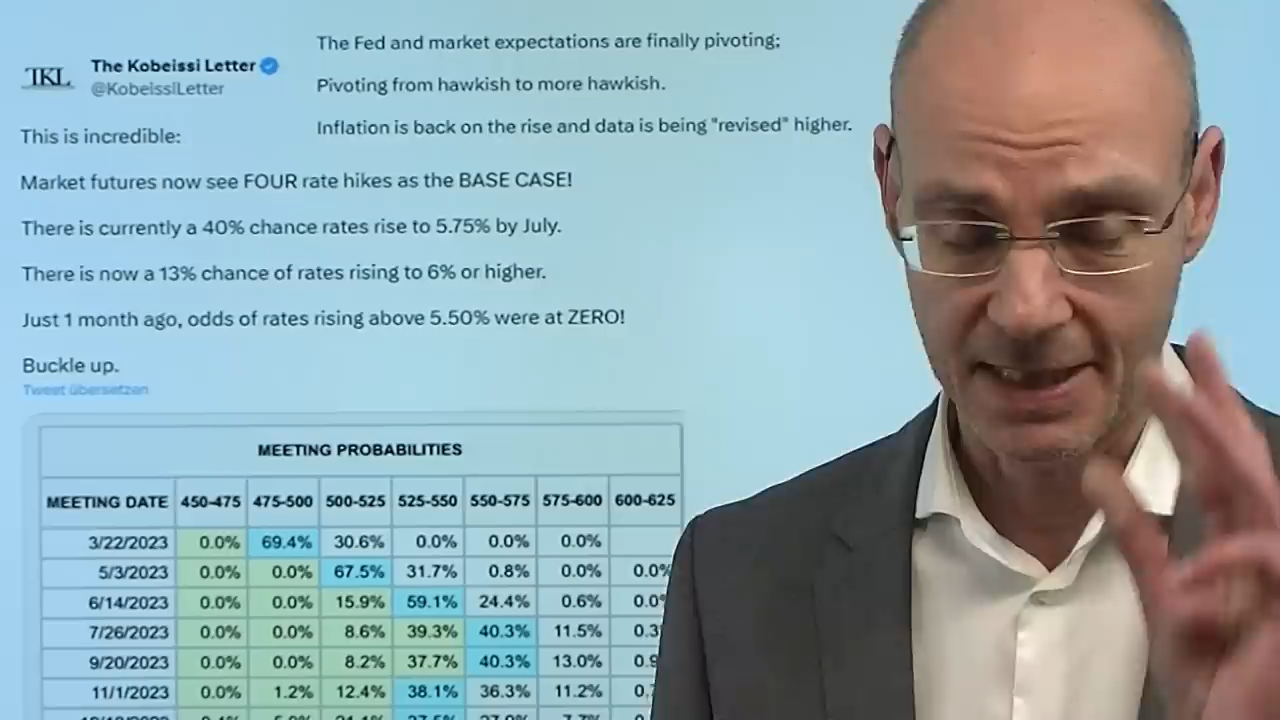 The Fed and market expectations are finally pivoting;
Pivoting from hawkish to more hawkish.
Inflation is back on the rise and data is being "revised" higher.
TKL
The Kobeissi Letter
@KobeissiLetter
This is incredible:
Market futures now see FOUR rate hikes as the BASE CASE!
There is currently a 40% chance rates rise to 5.75% by July.
There is now a 13% chance of rates rising to 6% or higher.
Just 1 month ago, odds of rates rising above 5.50% were at ZERO!
Buckle up.
Tweet übersetzen
MEETING PROBABILITIES
MEETING DATE 450-475 475-500 500-525 525-550 550-575 575-600 600-625
3/22/2023 0.0% 69.4% 30.6% 0.0% 0.0% 0.0%
5/3/2023 0.0% 0.0% 67.5% 31.7% 0.8% 0.0% 0.0%
6/14/2023 0.0% 0.0% 15.9% 59.1% 24.4% 0.6% 0.0
7/26/2023 0.0% 0.0% 8.6% 39.3% 40.3% 11.5% 0.3
9/20/2023 0.0% 0.0% 8.2% 37.7% 40.3% 13.0% 0.9
11/1/2023 0.0% 1.2% 12.4% 38.1% 36.3% 11.2% 0.